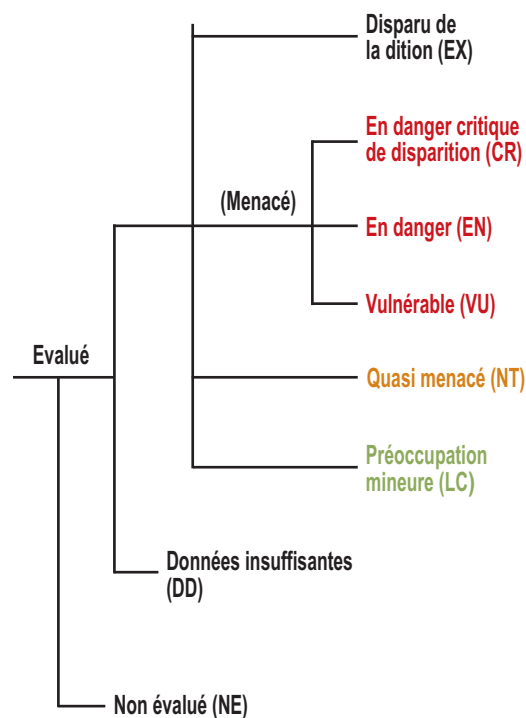 Disparu de
la dition (EX)
En danger critique
de disparition (CR)
(Menacé)
En danger (EN)
Vulnérable (VU)
Evalué
Quasi menacé (NT)
Préoccupation
mineure (LC)
Données insuffisantes
(DD)
Non évalué (NE)